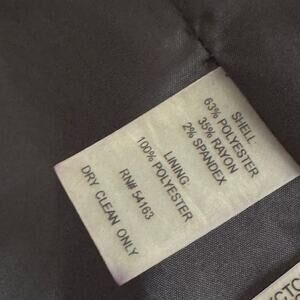 SHELL
63% POLYESTER
35% RAYON
2% SPANDEX
LINING
100% POLYESTER
RN# 54163
DRY CLEAN ONLY